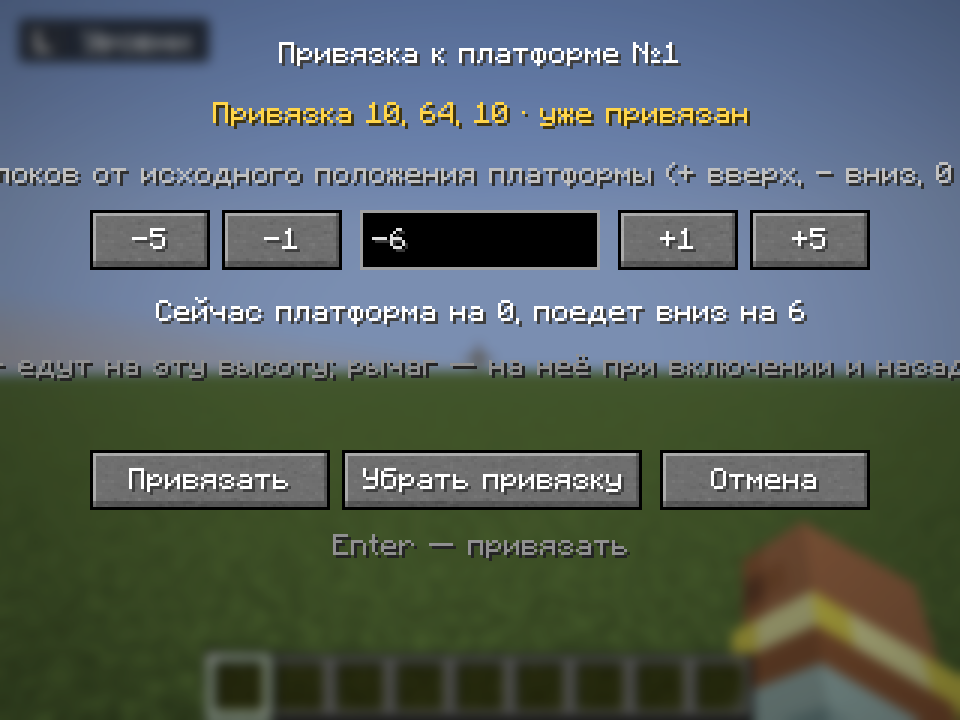 Привязка к платформе №1
Привязка 10, 64, 10 · уже привязан
от исходного положения платформы (+ вверх, - вниз, 0
-5 -1 -6 +1 +5
Сейчас платформа на 0, поедет вниз на 6
едут на эту высоту; рычаг — на неё при включении и назад
Привязать Убрать привязку Отмена
Enter — привязать